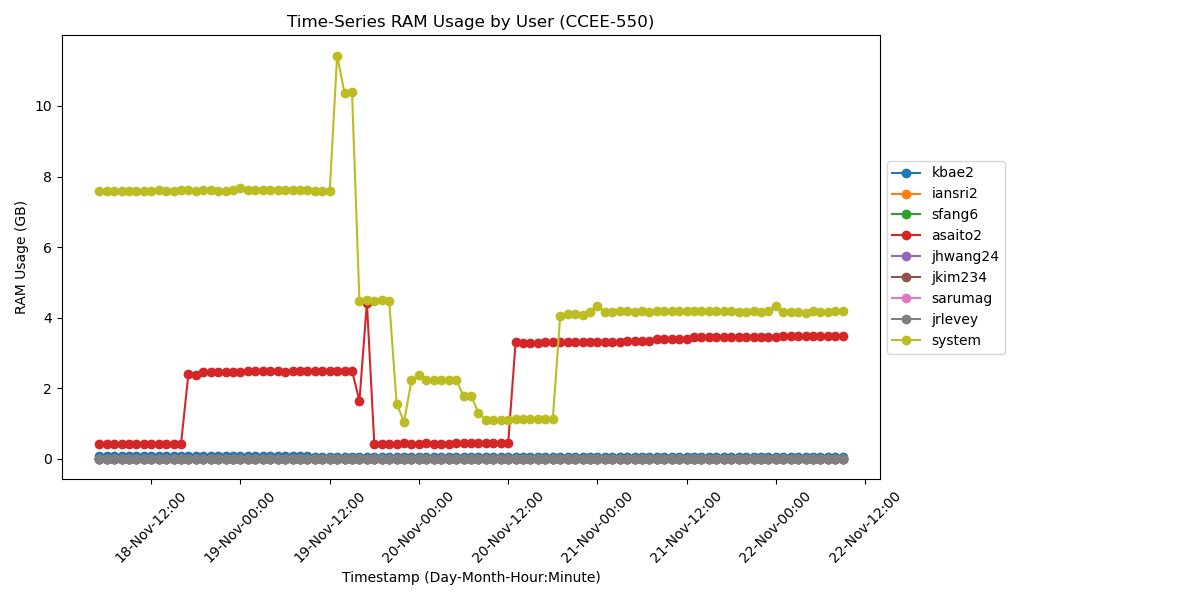 Time-Series RAM Usage by User (CCEE-550)
RAM Usage (GB)
10
8
6
4
2
0
18-Nov-12:00
19-Nov-00:00
19-Nov-12:00
20-Nov-00:00
20-Nov-12:00
21-Nov-00:00
21-Nov-12:00
22-Nov-00:00
22-Nov-12:00
Timestamp (Day-Month-Hour:Minute)
kbae2
iansri2
sfang6
asaito2
jhwang24
jkim234
sarumag
jrlevey
system